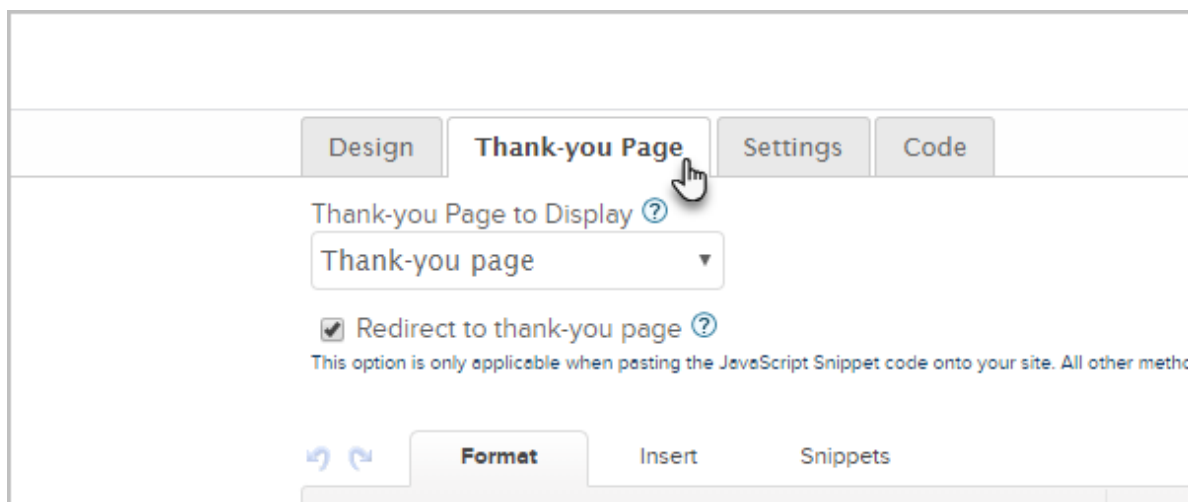 Design Thank-you Page Settings Code
Thank-you Page to Display ?
Thank-you page
Redirect to thank-you page ?
This option is only applicable when pasting the JavaScript Snippet code onto your site. All other
Format Insert Snippets